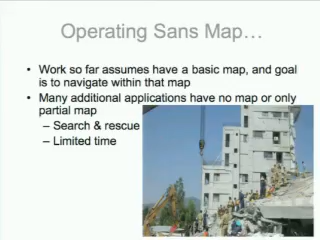 Operating Sans Map…
• Work so far assumes have a basic map, and goal
is to navigate within that map
• Many additional applications have no map or only
partial map
– Search & rescue
– Limited time